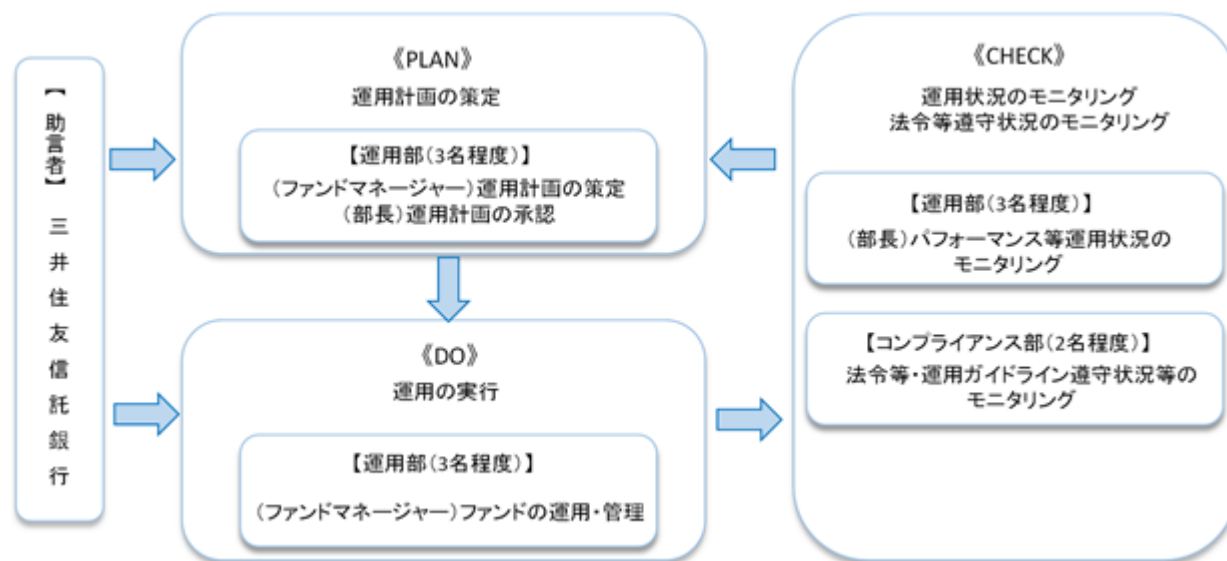 【助言者】 三井住友信託銀行
《PLAN》
運用計画の策定
【運用部(3名程度)】
(ファンドマネージャー)運用計画の策定
(部長)運用計画の承認
《DO》
運用の実行
【運用部(3名程度)】
(ファンドマネージャー)ファンドの運用・管理
《CHECK》
運用状況のモニタリング
法令等遵守状況のモニタリング
【運用部(3名程度)】
(部長)パフォーマンス等運用状況の
モニタリング
【コンプライアンス部(2名程度)】
法令等・運用ガイドライン遵守状況等の
モニタリング